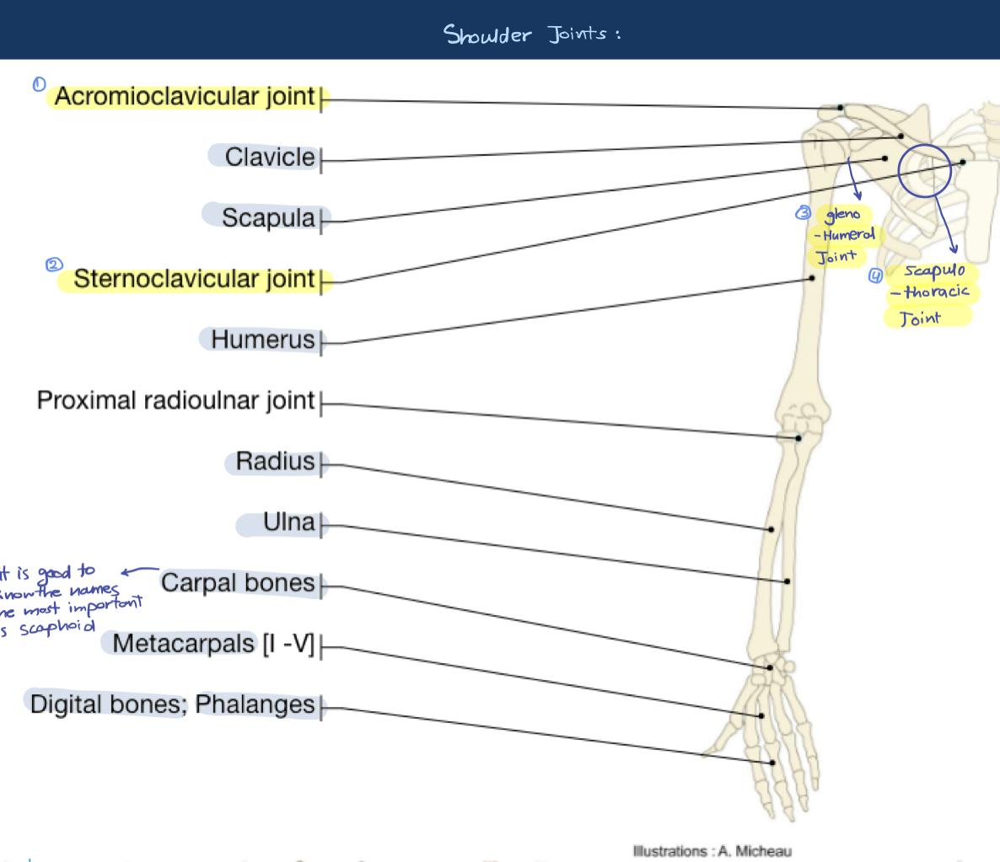 Shoulder Joints:
① Acromioclavicular joint
Clavicle
Scapula
② Sternoclavicular joint
Humerus
Proximal radioulnar joint
Radius
Ulna
Carpal bones
Metacarpals [I -V]
Digital bones; Phalanges
③ gleno
-Humeral
Joint
④ scapulo
-thoracic
Joint
it is good to
know the names
most important
scaphoid
Illustrations : A. Micheau